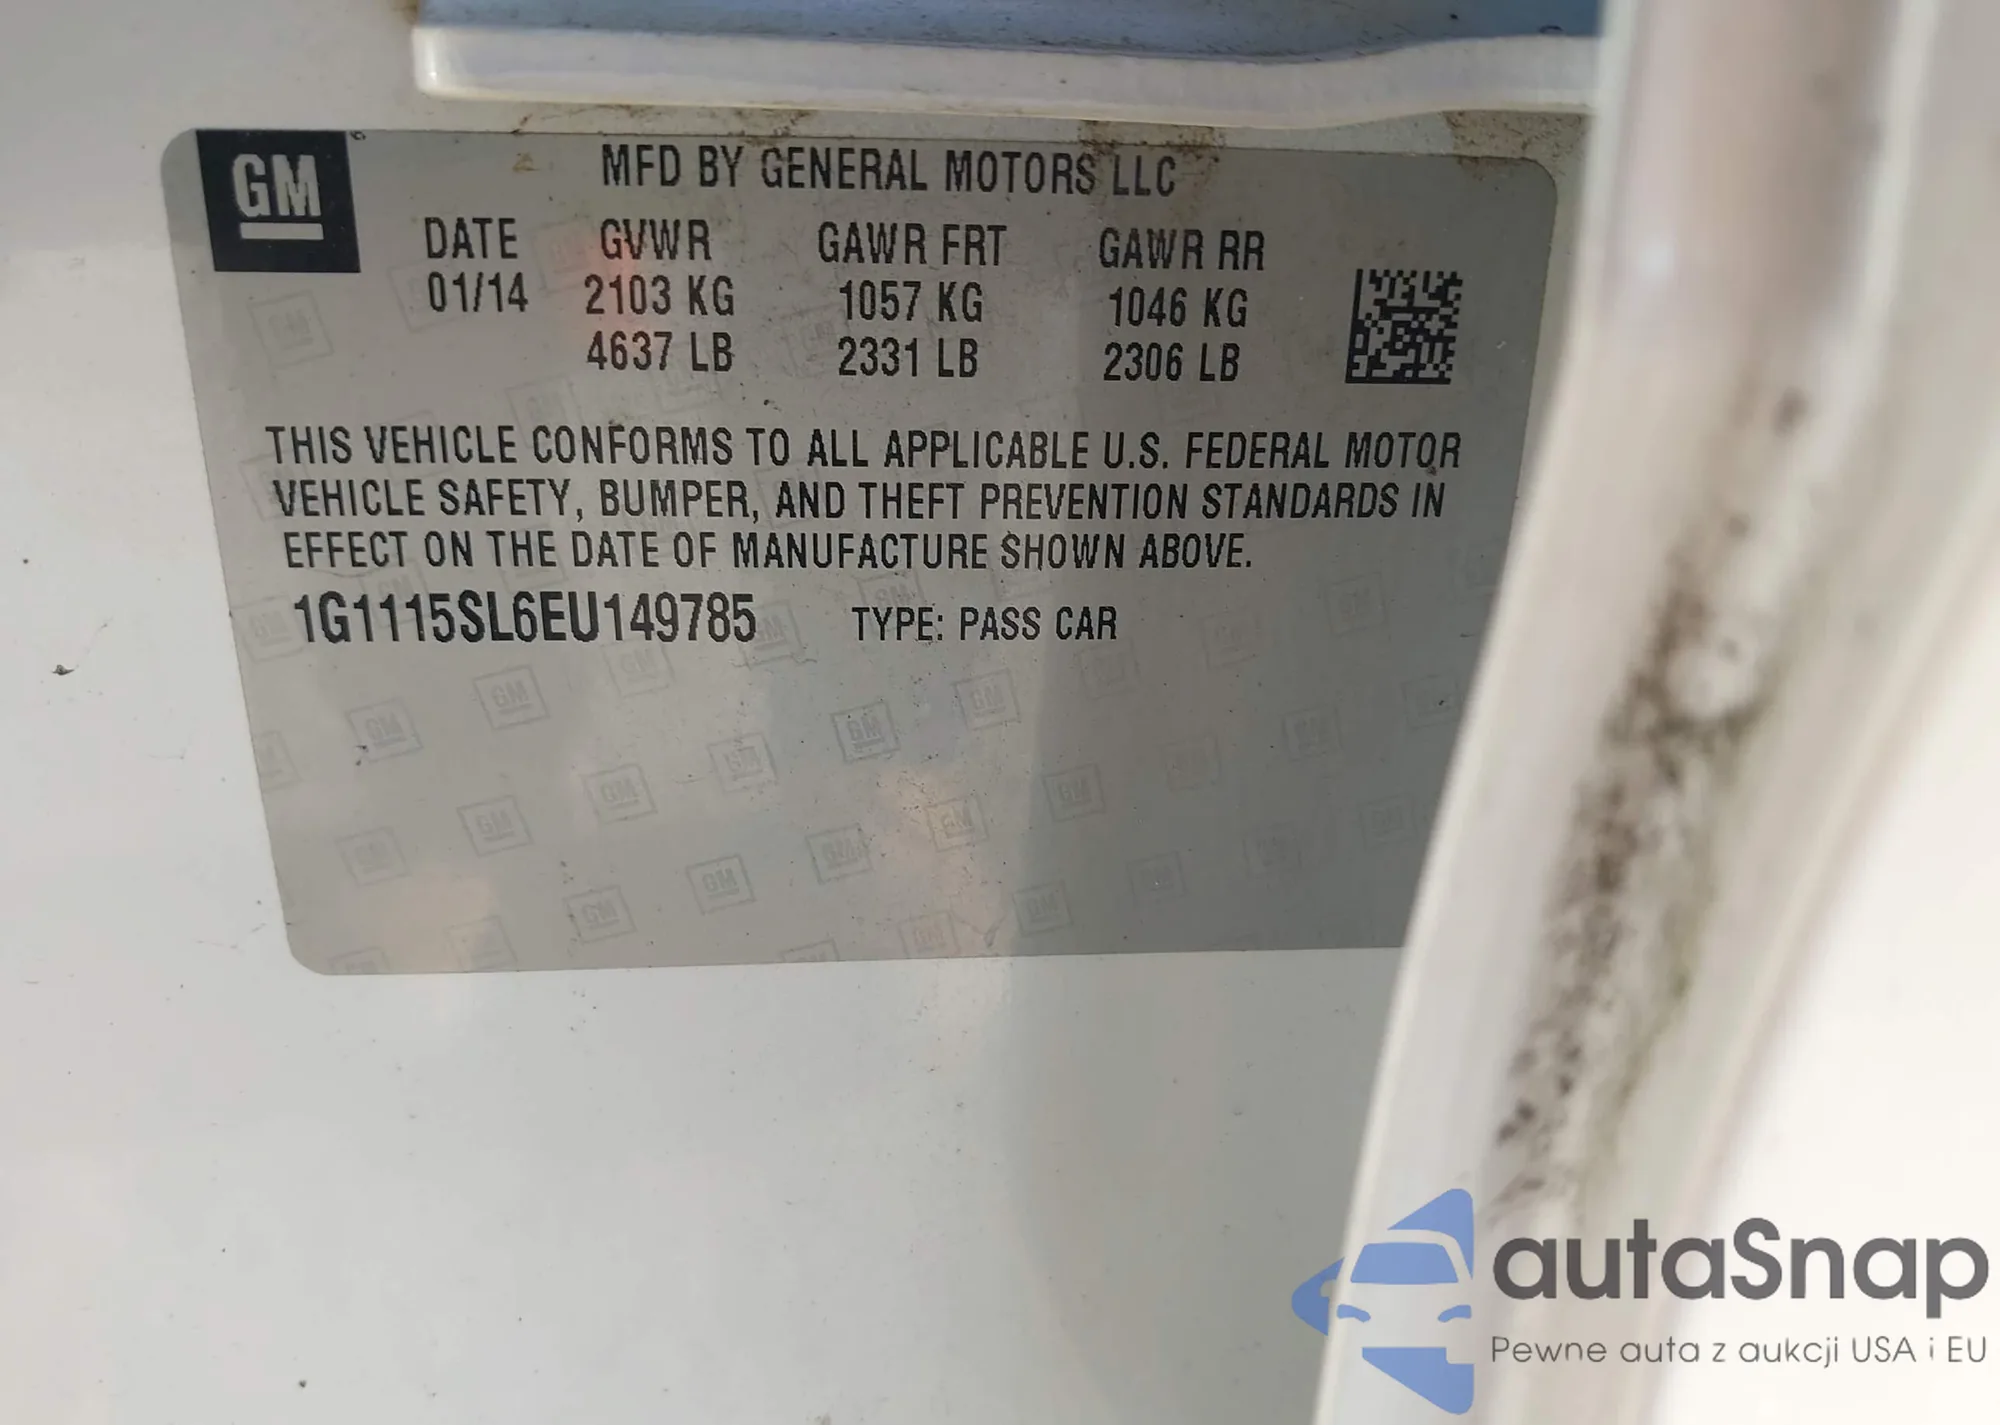 GM
MFD BY GENERAL MOTORS LLC
DATE GVWR GAWR FRT GAWR RR
01/14 2103 KG 1057 KG 1046 KG
4637 LB 2331 LB 2306 LB
THIS VEHICLE CONFORMS TO ALL APPLICABLE U.S. FEDERAL MOTOR
VEHICLE SAFETY, BUMPER, AND THEFT PREVENTION STANDARDS IN
EFFECT ON THE DATE OF MANUFACTURE SHOWN ABOVE.
1G1115SL6EU149785 TYPE: PASS CAR
autaSnap
Pewne auta z aukcji USA i EU